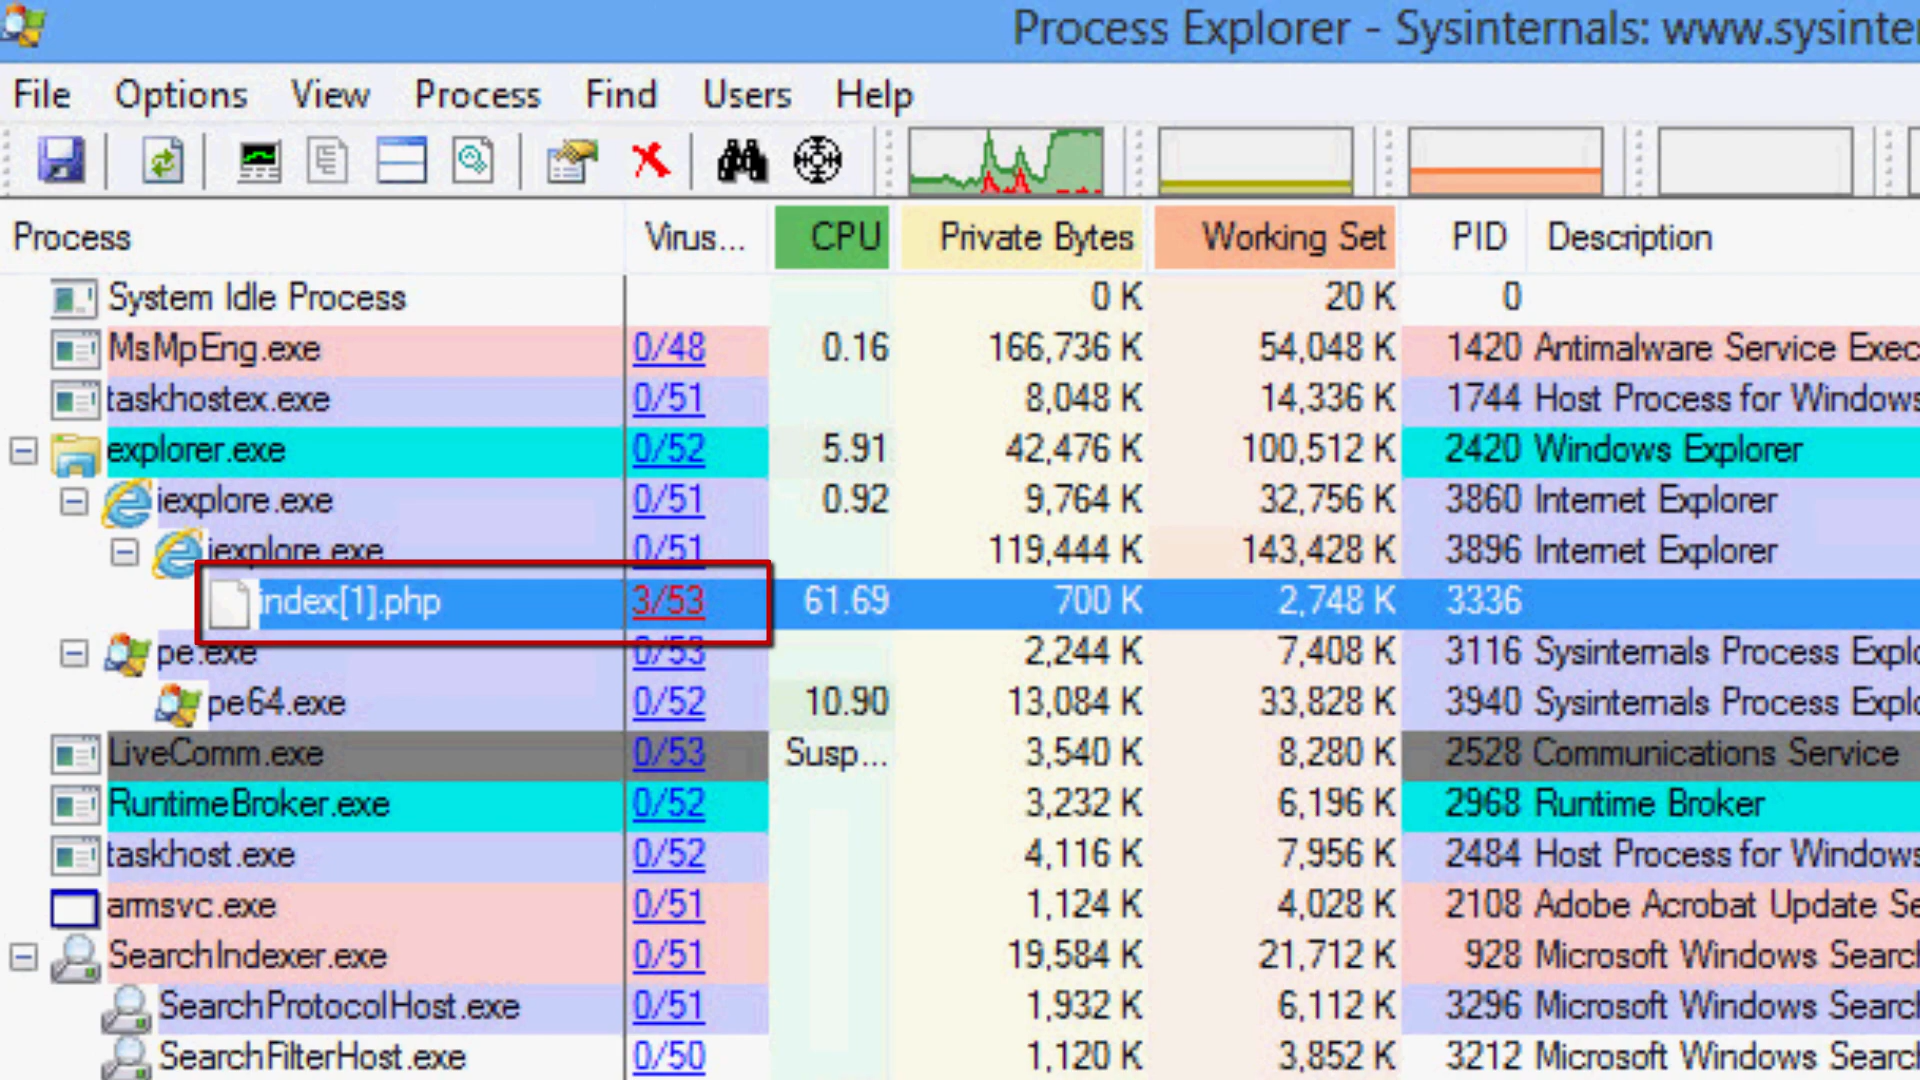 Process Explorer - Sysinternals: www.sysinter
File Options View Process Find Users Help
Process Virus... CPU Private Bytes Working Set PID Description
System Idle Process 0 K 20 K 0
MsMpEng.exe 0/48 0.16 166,736 K 54,048 K 1420 Antimalware Service Exec
taskhostex.exe 0/51 8,048 K 14,336 K 1744 Host Process for Windows
explorer.exe 0/52 5.91 42,476 K 100,512 K 2420 Windows Explorer
iexplore.exe 0/51 0.92 9,764 K 32,756 K 3860 Internet Explorer
iexplore.exe 0/51 119,444 K 143,428 K 3896 Internet Explorer
index[1].php 3/53 61.69 700 K 2,748 K 3336
pe.exe 0/53 2,244 K 7,408 K 3116 Sysinternals Process Explo
pe64.exe 0/52 10.90 13,084 K 33,828 K 3940 Sysinternals Process Explo
LiveComm.exe 0/53 Susp... 3,540 K 8,280 K 2528 Communications Service
RuntimeBroker.exe 0/52 3,232 K 6,196 K 2968 Runtime Broker
taskhost.exe 0/52 4,116 K 7,956 K 2484 Host Process for Windows
armsvc.exe 0/51 1,124 K 4,028 K 2108 Adobe Acrobat Update Se
SearchIndexer.exe 0/51 19,584 K 21,712 K 928 Microsoft Windows Search
SearchProtocolHost.exe 0/51 1,932 K 6,112 K 3296 Microsoft Windows Search
SearchFilterHost.exe 0/50 1,120 K 3,852 K 3212 Microsoft Windows Search